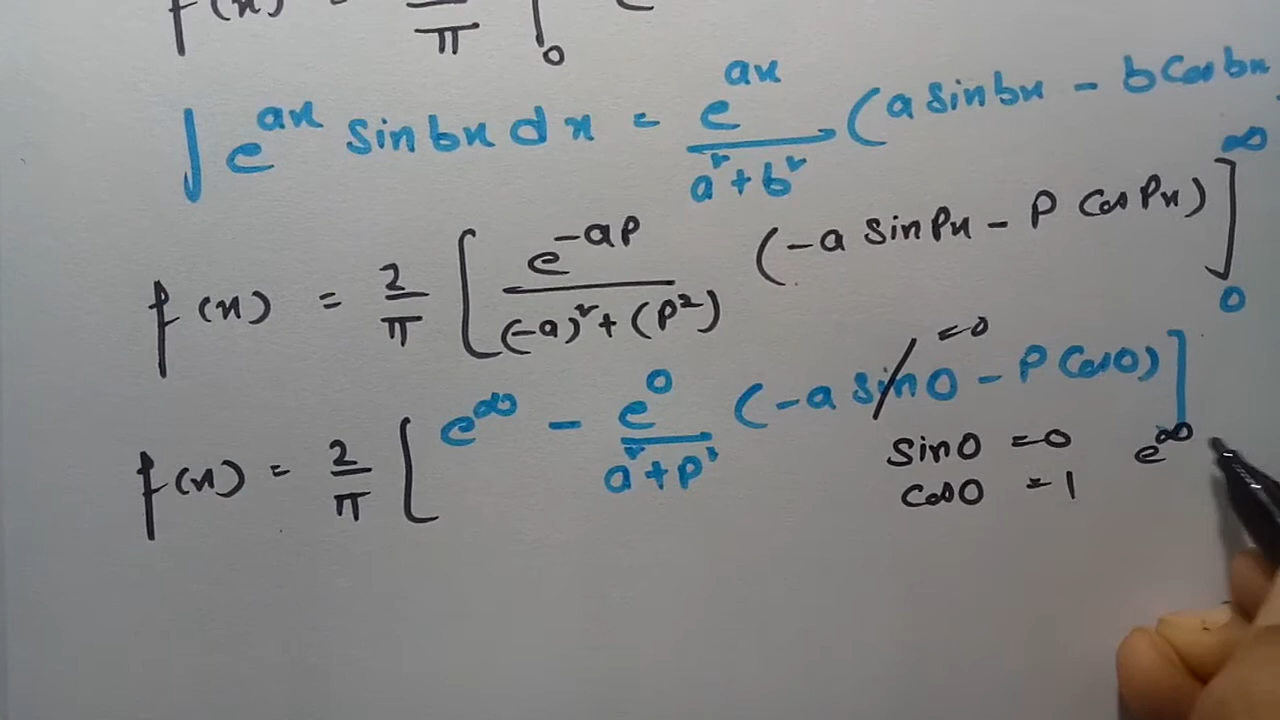 f(x) = 2/π ∫₀ e
∫ e^{ax} sin bx dx = e^{ax}/(a²+b²) (a sin bx - b cos bx
f(x) = 2/π [ e^{-ap}/((-a)²+(p²)) (-a sin px - p cos px) ]₀^∞
=0
f(x) = 2/π [ e^∞ - e^0/(a²+p²) (-a sin 0 - p cos 0) ]
sin 0 = 0 e^∞
cos 0 = 1